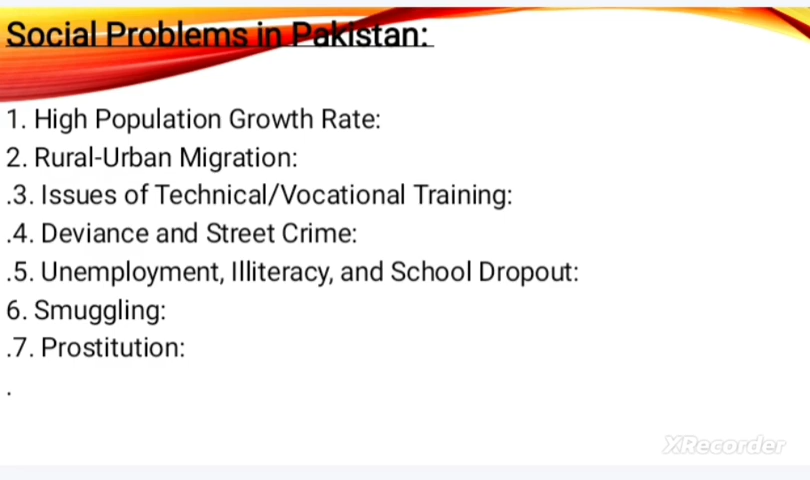 Social Problems in Pakistan:
1. High Population Growth Rate:
2. Rural-Urban Migration:
.3. Issues of Technical/Vocational Training:
.4. Deviance and Street Crime:
.5. Unemployment, Illiteracy, and School Dropout:
6. Smuggling:
.7. Prostitution:
.
XRecorder